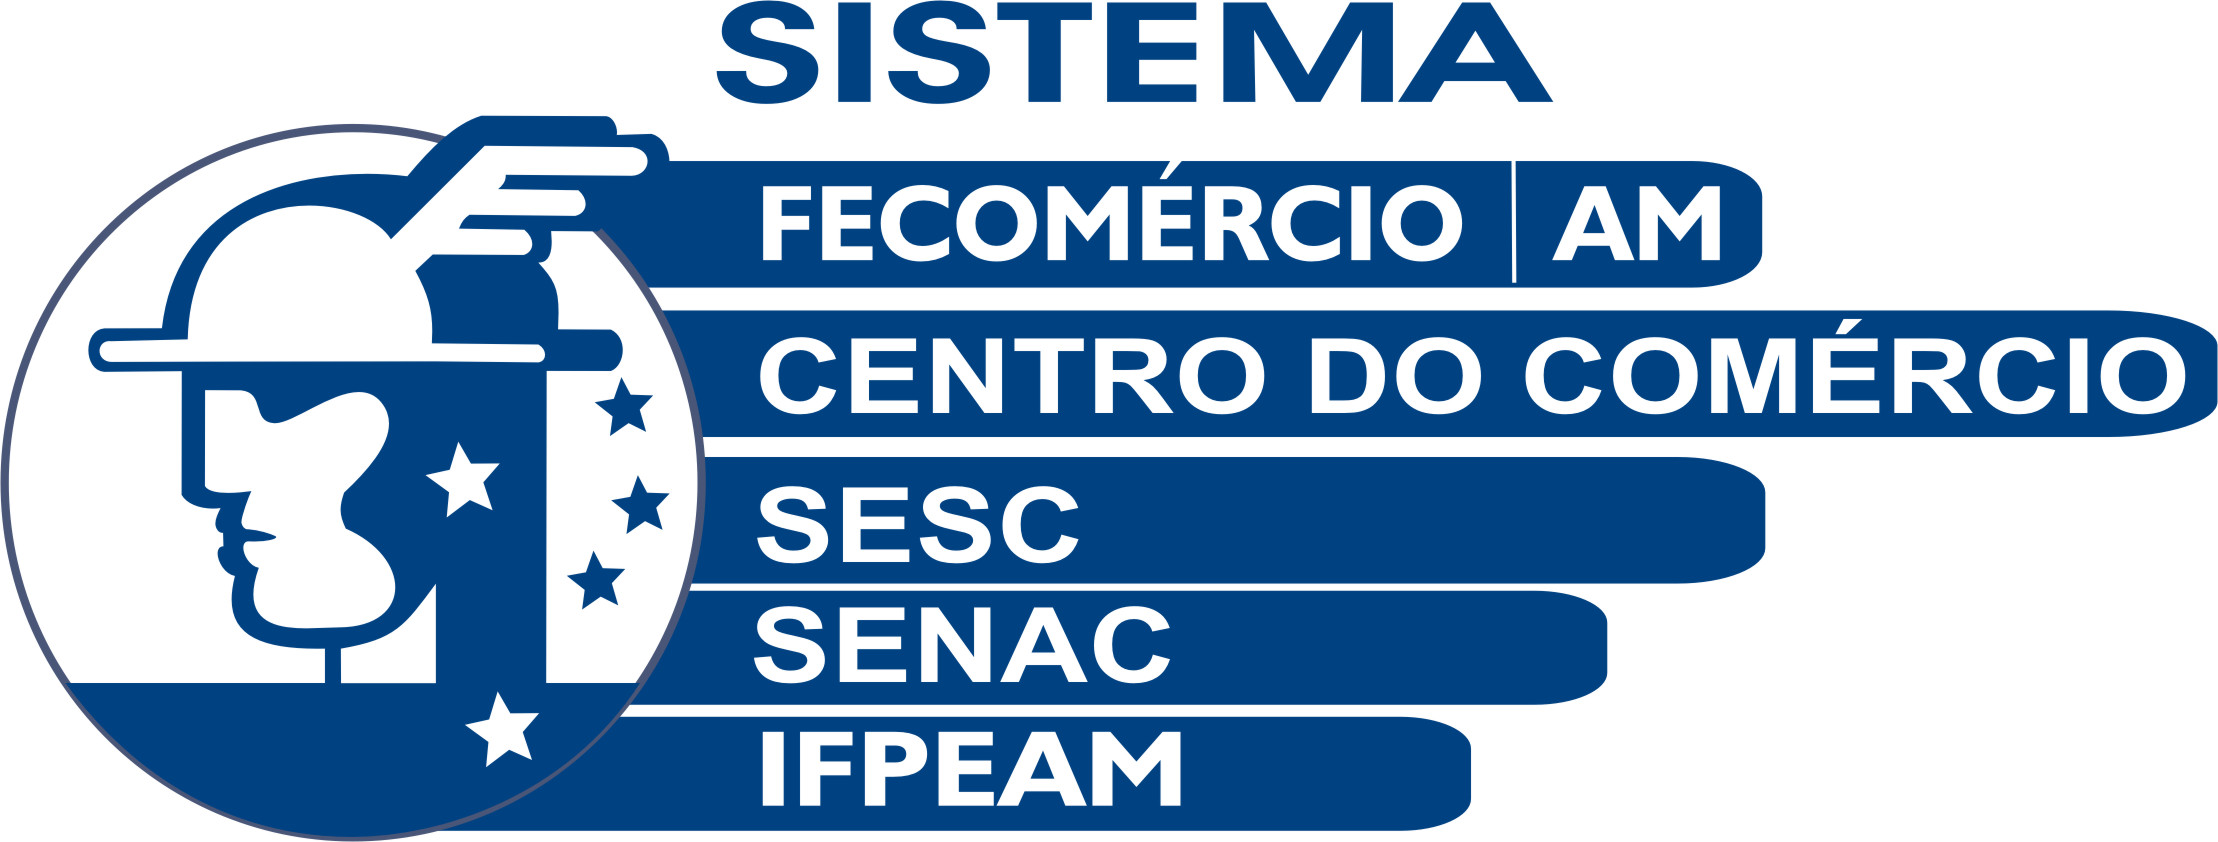 SISTEMA
FECOMÉRCIO | AM
CENTRO DO COMÉRCIO
SESC
SENAC
IFPEAM